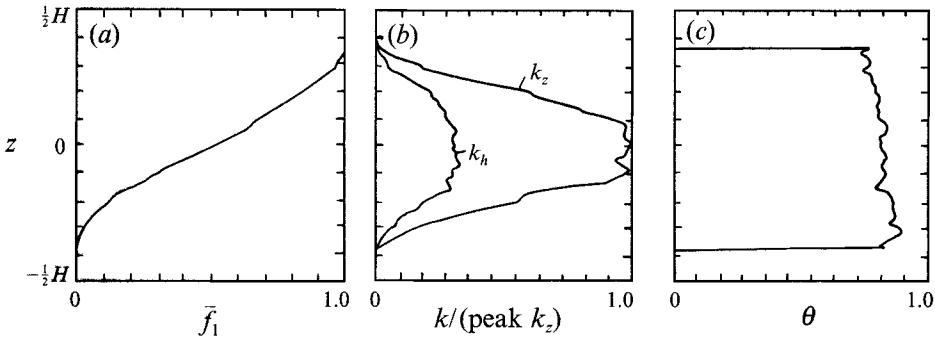 ½H
(a)
(b)
(c)
k_z
z
0
k_h
−½H
0
1.0
0
1.0
0
1.0
f̄₁
k/(peak k_z)
θ